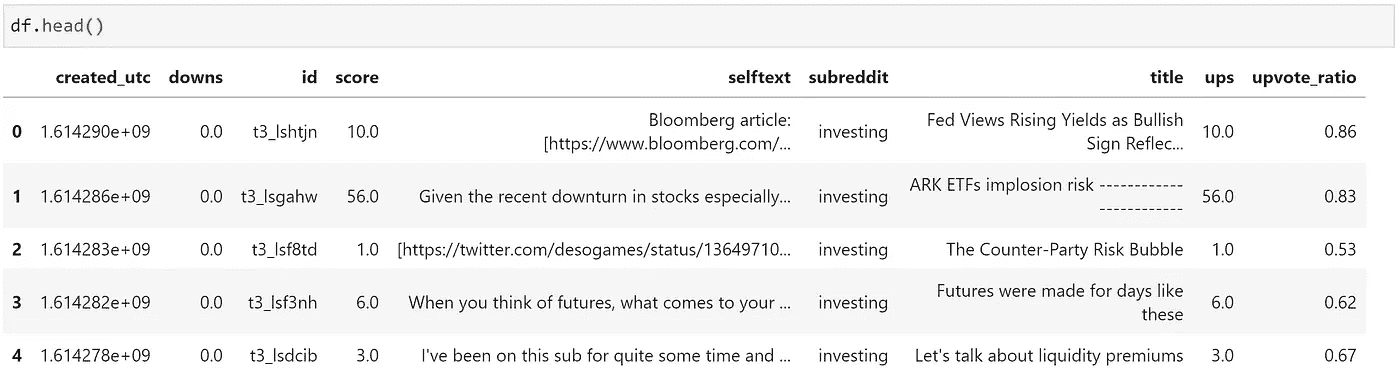 df.head()
created_utc downs id score selftext subreddit title ups upvote_ratio
0 1.614290e+09 0.0 t3_lshtjn 10.0 Bloomberg article: [https://www.bloomberg.com/... investing Fed Views Rising Yields as Bullish Sign Reflec... 10.0 0.86
1 1.614286e+09 0.0 t3_lsgahw 56.0 Given the recent downturn in stocks especially... investing ARK ETFs implosion risk ------------ ------------ 56.0 0.83
2 1.614283e+09 0.0 t3_lsf8td 1.0 [https://twitter.com/desogames/status/13649710... investing The Counter-Party Risk Bubble 1.0 0.53
3 1.614282e+09 0.0 t3_lsf3nh 6.0 When you think of futures, what comes to your ... investing Futures were made for days like these 6.0 0.62
4 1.614278e+09 0.0 t3_lsdcib 3.0 I've been on this sub for quite some time and ... investing Let's talk about liquidity premiums 3.0 0.67